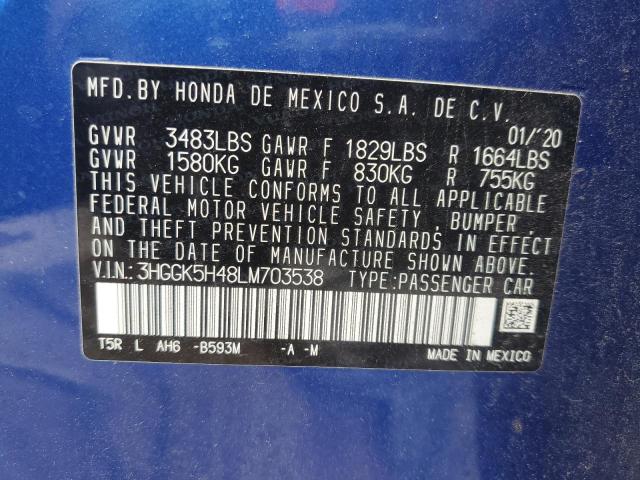 MFD. BY HONDA DE MEXICO S.A. DE C.V.
01/'20
GVWR 3483LBS GAWR F 1829LBS R 1664LBS
GVWR 1580KG GAWR F 830KG R 755KG
THIS VEHICLE CONFORMS TO ALL APPLICABLE
FEDERAL MOTOR VEHICLE SAFETY, BUMPER,
AND THEFT PREVENTION STANDARDS IN EFFECT
ON THE DATE OF MANUFACTURE SHOWN ABOVE.
V.I.N.: 3HGGK5H48LM703538 TYPE:PASSENGER CAR
T5R L AH6 -B593M -A -M MADE IN MEXICO